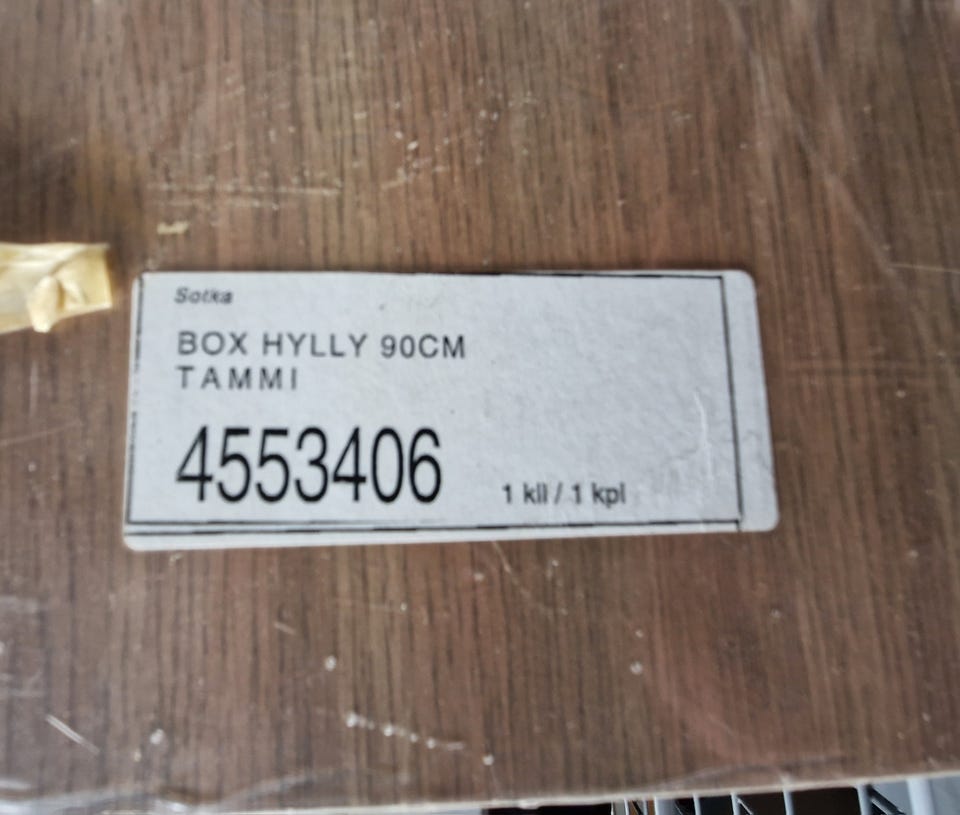 Sotka
BOX HYLLY 90CM
TAMMI
4553406
1 kll / 1 kpl